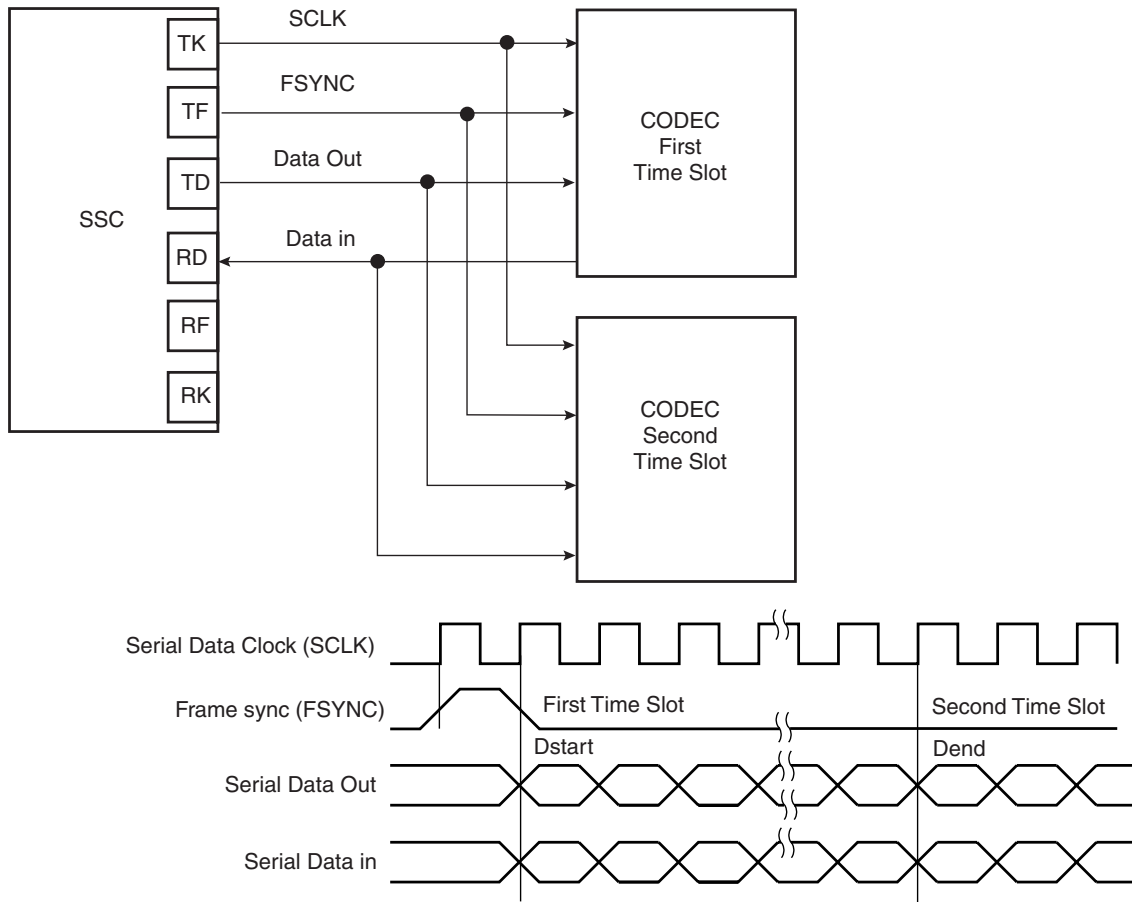 SSC
TK
TF
TD
RD
RF
RK
SCLK
FSYNC
Data Out
Data in
CODEC
First
Time Slot
CODEC
Second
Time Slot
Serial Data Clock (SCLK)
Frame sync (FSYNC)
First Time Slot
Second Time Slot
Dstart
Dend
Serial Data Out
Serial Data in